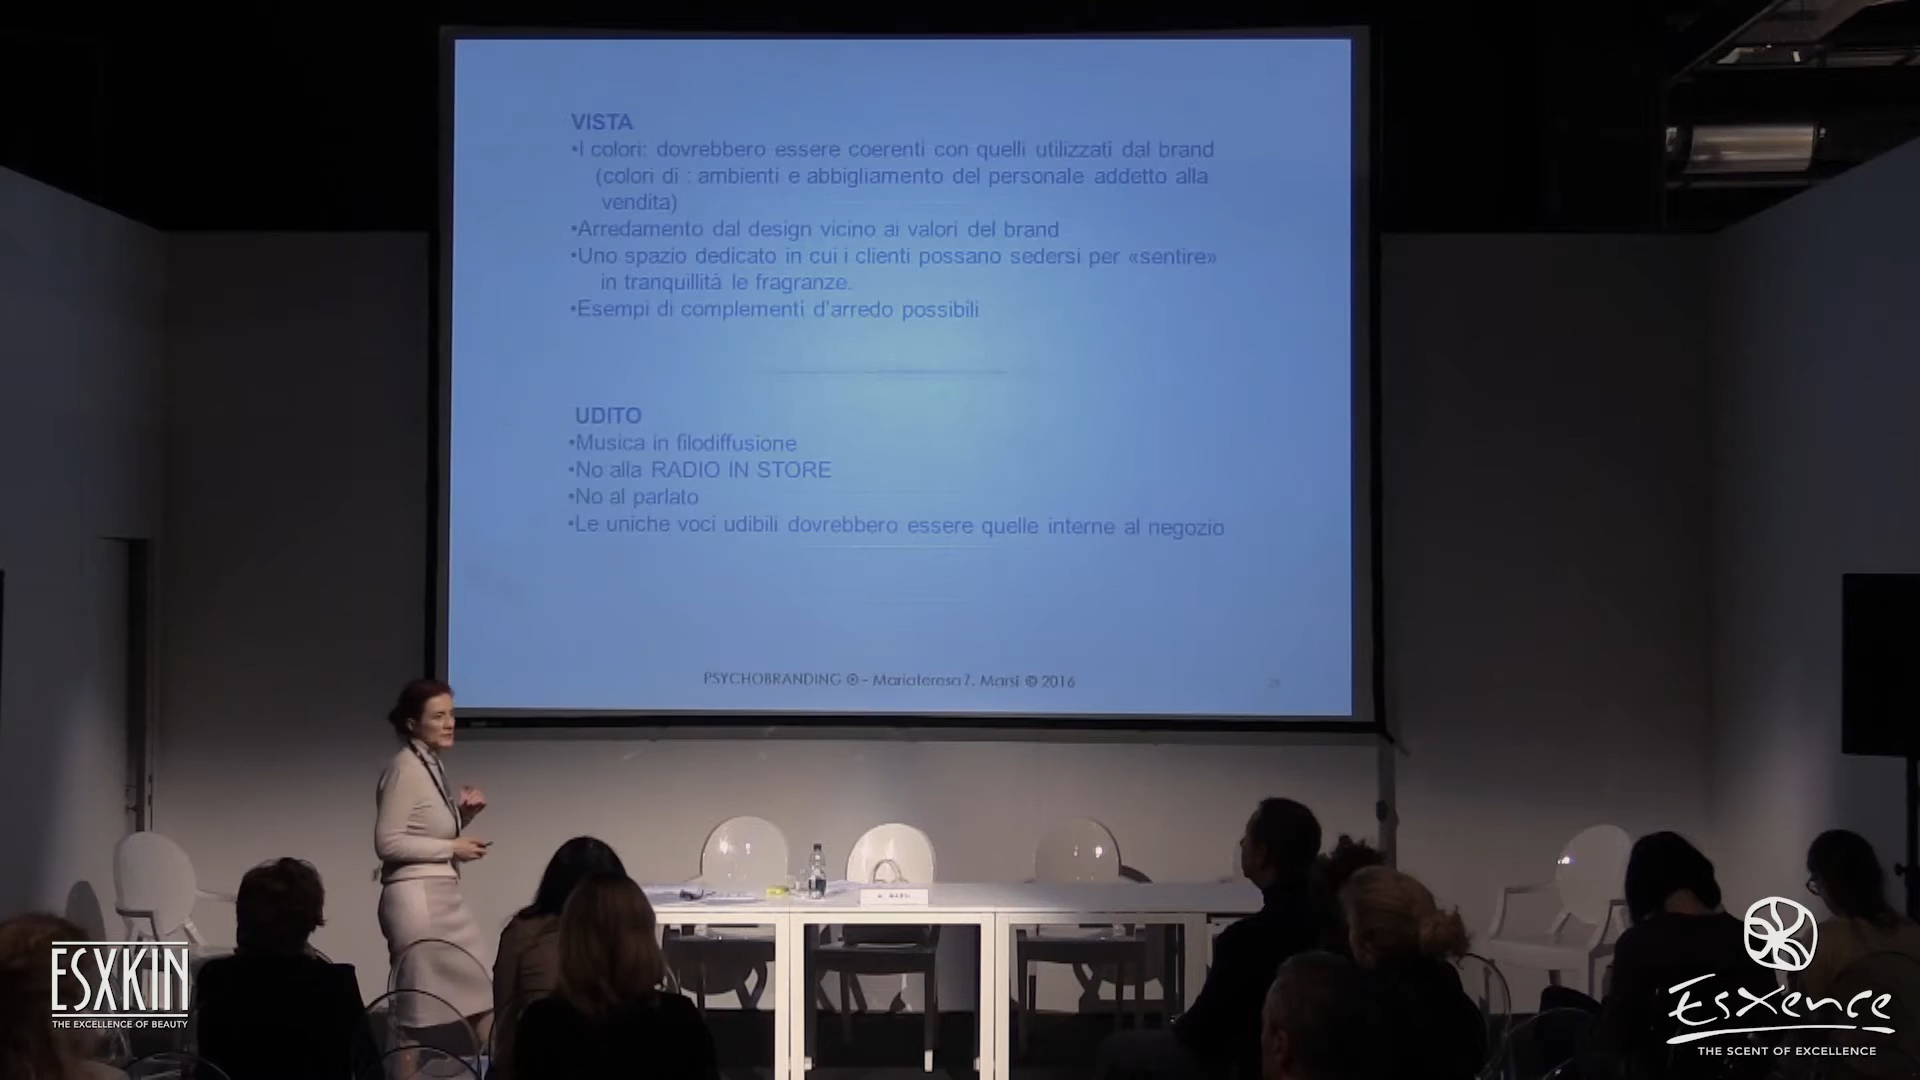 VISTA
•I colori: dovrebbero essere coerenti con quelli utilizzati dal brand
(colori di : ambienti e abbigliamento del personale addetto alla
vendita)
•Arredamento dal design vicino ai valori del brand
•Uno spazio dedicato in cui i clienti possano sedersi per «sentire»
in tranquillità le fragranze.
•Esempi di complementi d'arredo possibili
UDITO
•Musica in filodiffusione
•No alla RADIO IN STORE
•No al parlato
•Le uniche voci udibili dovrebbero essere quelle interne al negozio
PSYCHOBRANDING ® - Mariateresa Z. Marsi © 2016
ESXKIN
THE EXCELLENCE OF BEAUTY
Esxence
THE SCENT OF EXCELLENCE